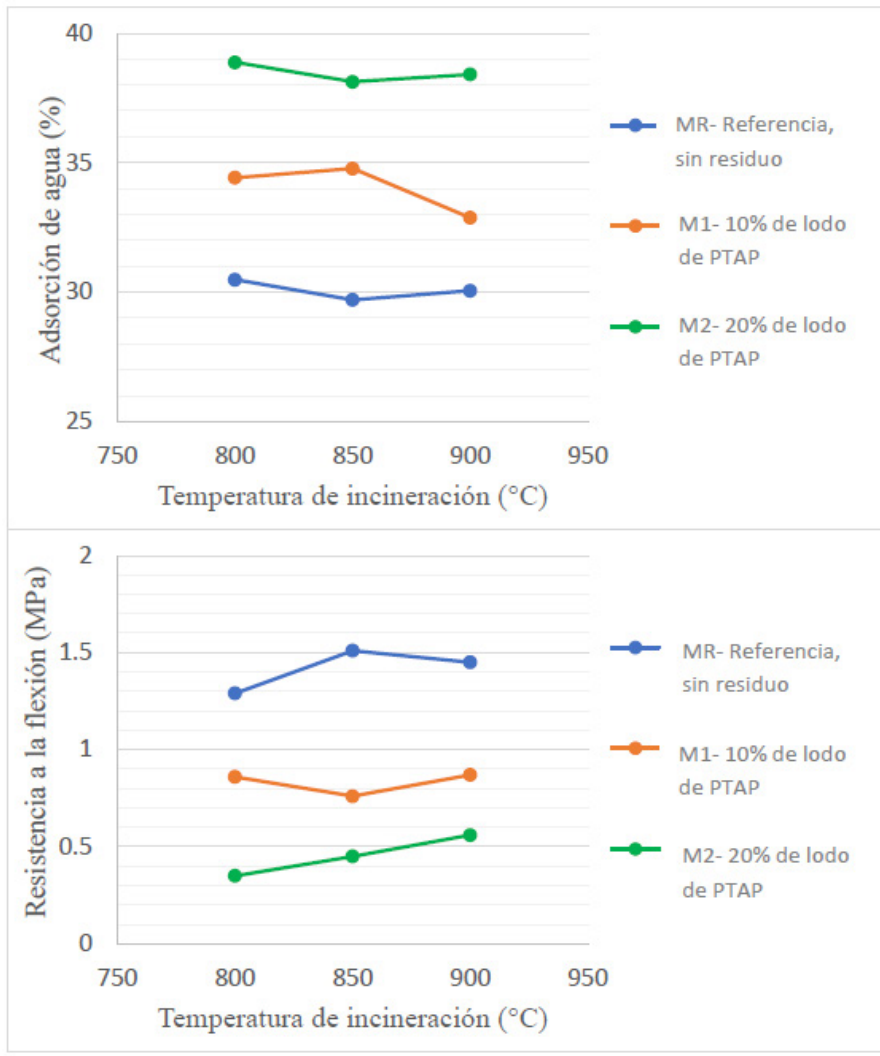 40
35
30
25
Adsorción de agua (%)
750 800 850 900 950
Temperatura de incineración (°C)
MR- Referencia,
sin residuo
M1- 10% de lodo
de PTAP
M2- 20% de lodo
de PTAP
2
1.5
1
0.5
0
Resistencia a la flexión (MPa)
750 800 850 900 950
Temperatura de incineración (°C)
MR- Referencia,
sin residuo
M1- 10% de lodo
de PTAP
M2- 20% de lodo
de PTAP